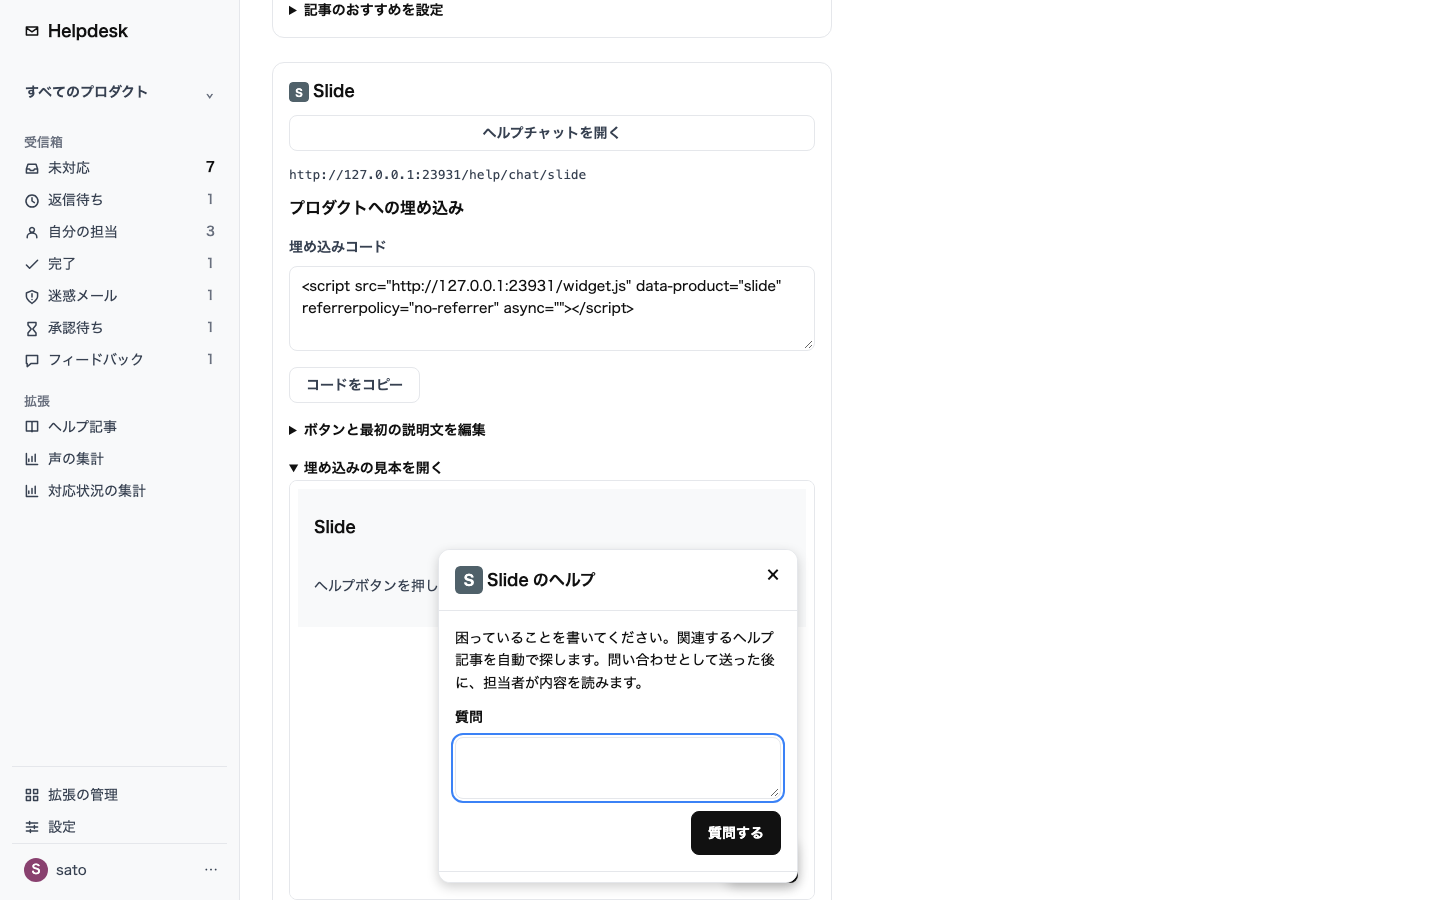 Helpdesk
すべてのプロダクト
受信箱
未対応 7
返信待ち 1
自分の担当 3
完了 1
迷惑メール 1
承認待ち 1
フィードバック 1
拡張
ヘルプ記事
声の集計
対応状況の集計
拡張の管理
設定
S sato ...
▶ 記事のおすすめを設定
S Slide
ヘルプチャットを開く
http://127.0.0.1:23931/help/chat/slide
プロダクトへの埋め込み
埋め込みコード
<script src="http://127.0.0.1:23931/widget.js" data-product="slide"
referrerpolicy="no-referrer" async=""></script>
コードをコピー
▶ ボタンと最初の説明文を編集
▼ 埋め込みの見本を開く
Slide
ヘルプボタンを押し
S Slide のヘルプ ×
困っていることを書いてください。関連するヘルプ
記事を自動で探します。問い合わせとして送った後
に、担当者が内容を読みます。
質問
質問する